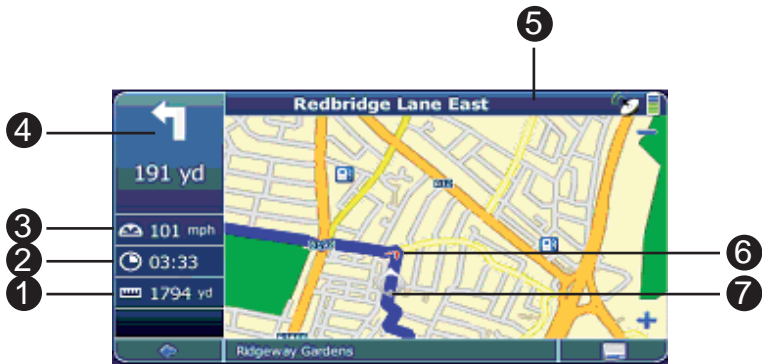 5
Redbridge Lane East
4
191 yd
A12
3
101 mph
6
2
03:33
7
1
1794 yd
Ridgeway Gardens